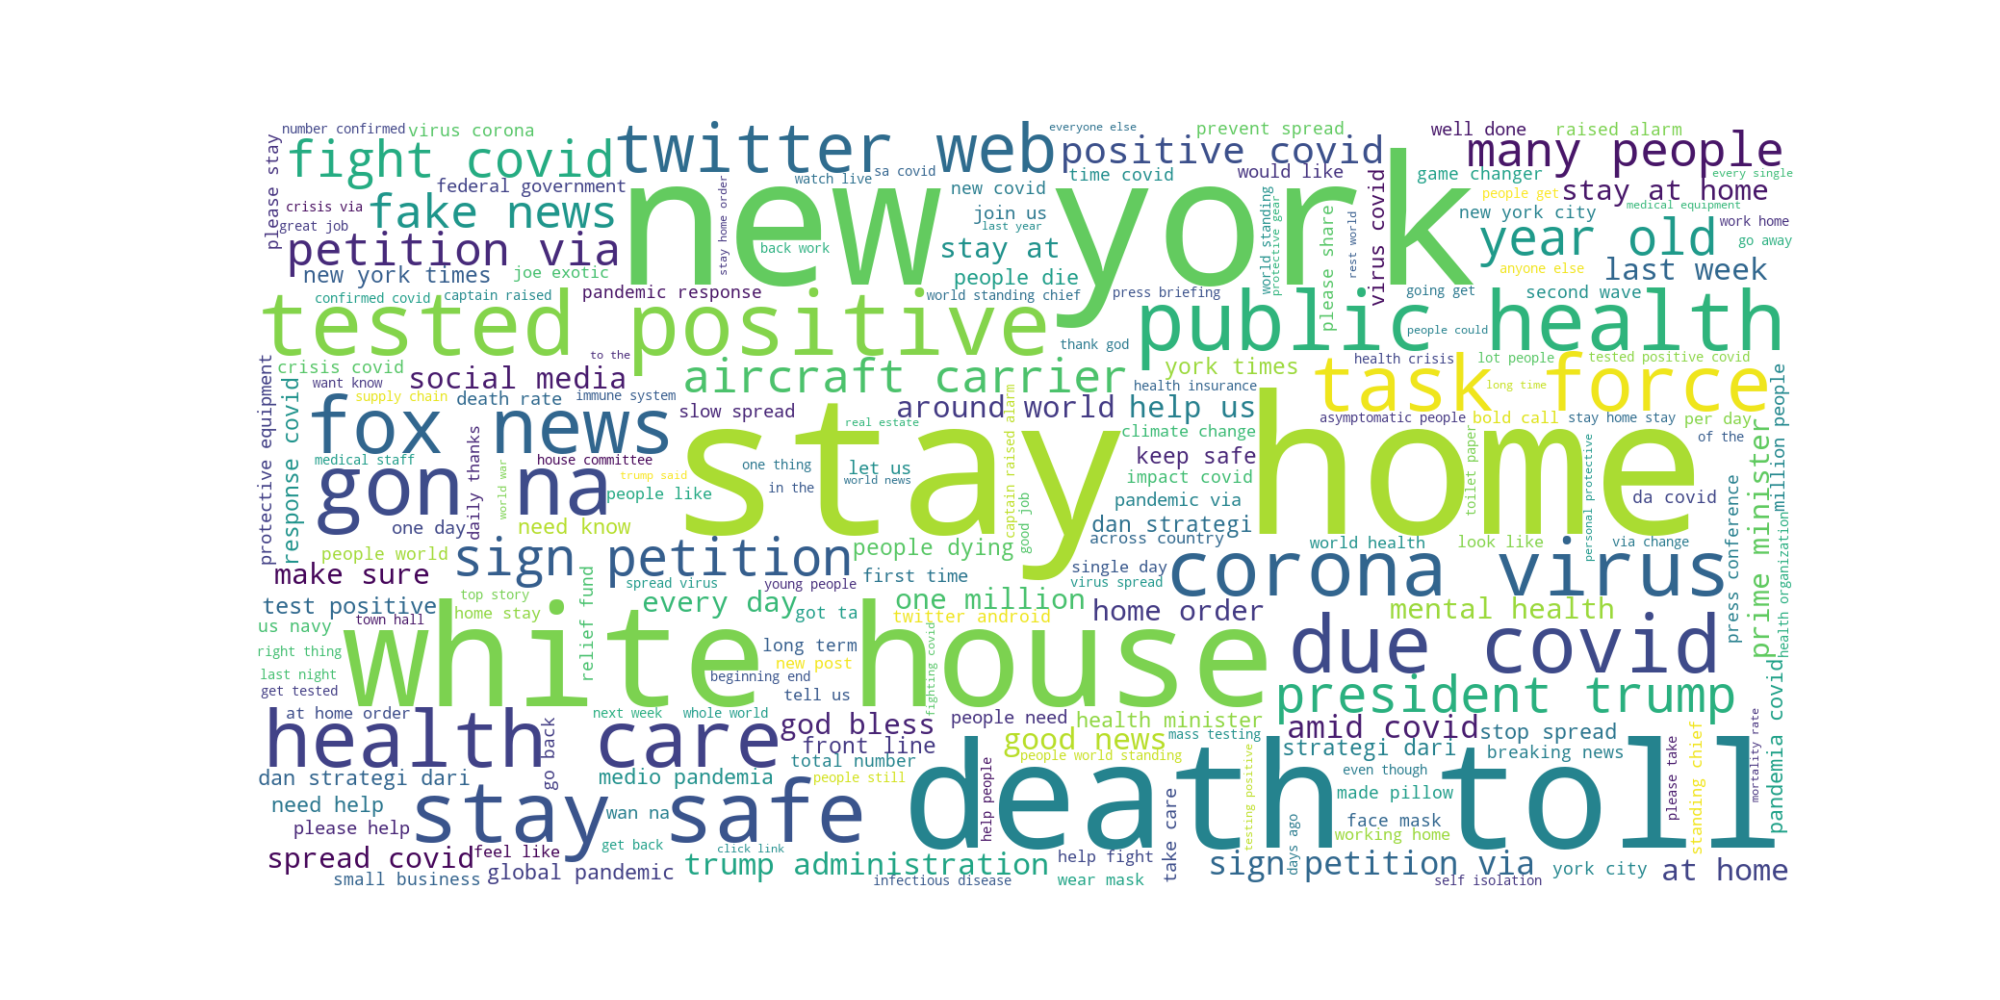 number confirmed
virus corona
fight covid
twitter web
everyone else
positive covid
prevent spread
well done
raised alarm
many people
please stay
federal government
watch live
sa covid
new covid
time covid
would like
game changer
every single
people get
stay at home
crisis via
great job
fake news
new york
join us
last year
new york city
medical equipment
work home
petition via
back work
stay at
year old
go away
new york times
joe exotic
stay home order
people die
world standing
protective gear
please share
rest world
virus covid
anyone else
last week
confirmed covid
captain raised
pandemic response
world standing chief
press briefing
going get
second wave
tested positive
public health
people could
thank god
to the
crisis covid
want know
social media
aircraft carrier
york times
health crisis
lot people
tested positive covid
supply chain
death rate
immune system
health insurance
task force
long time
protective equipment
response covid
fox news
slow spread
around world
help us
asymptomatic people
bold call
stay home stay
per day
million people
real estate
stay home
climate change
of the
medical staff
daily thanks
house committee
one thing
let us
captain raised alarm
keep safe
prime minister
gon na
world war
trump said
people like
in the
world news
impact covid
toilet paper
personal protective
da covid
one day
need know
good job
pandemic via
dan strategi
across country
people world
sign petition
people dying
world health
look like
via change
press conference
health organization
make sure
spread virus
young people
first time
single day
virus spread
corona virus
test positive
top story
home stay
relief fund
every day
got ta
one million
twitter android
home order
mental health
us navy
town hall
right thing
white house
long term
new post
fighting covid
due covid
last night
get tested
beginning end
tell us
president trump
pandemia covid
at home order
next week
whole world
god bless
people need
health minister
mass testing
amid covid
stop spread
health care
go back
front line
good news
people world standing
strategi dari
breaking news
standing chief
mortality rate
dan strategi dari
medio pandemia
total number
people still
death toll
testing positive
even though
made pillow
please take
need help
stay safe
wan na
help people
take care
face mask
working home
please help
get back
click link
days ago
spread covid
feel like
trump administration
help fight
sign petition via
york city
at home
small business
global pandemic
infectious disease
wear mask
self isolation